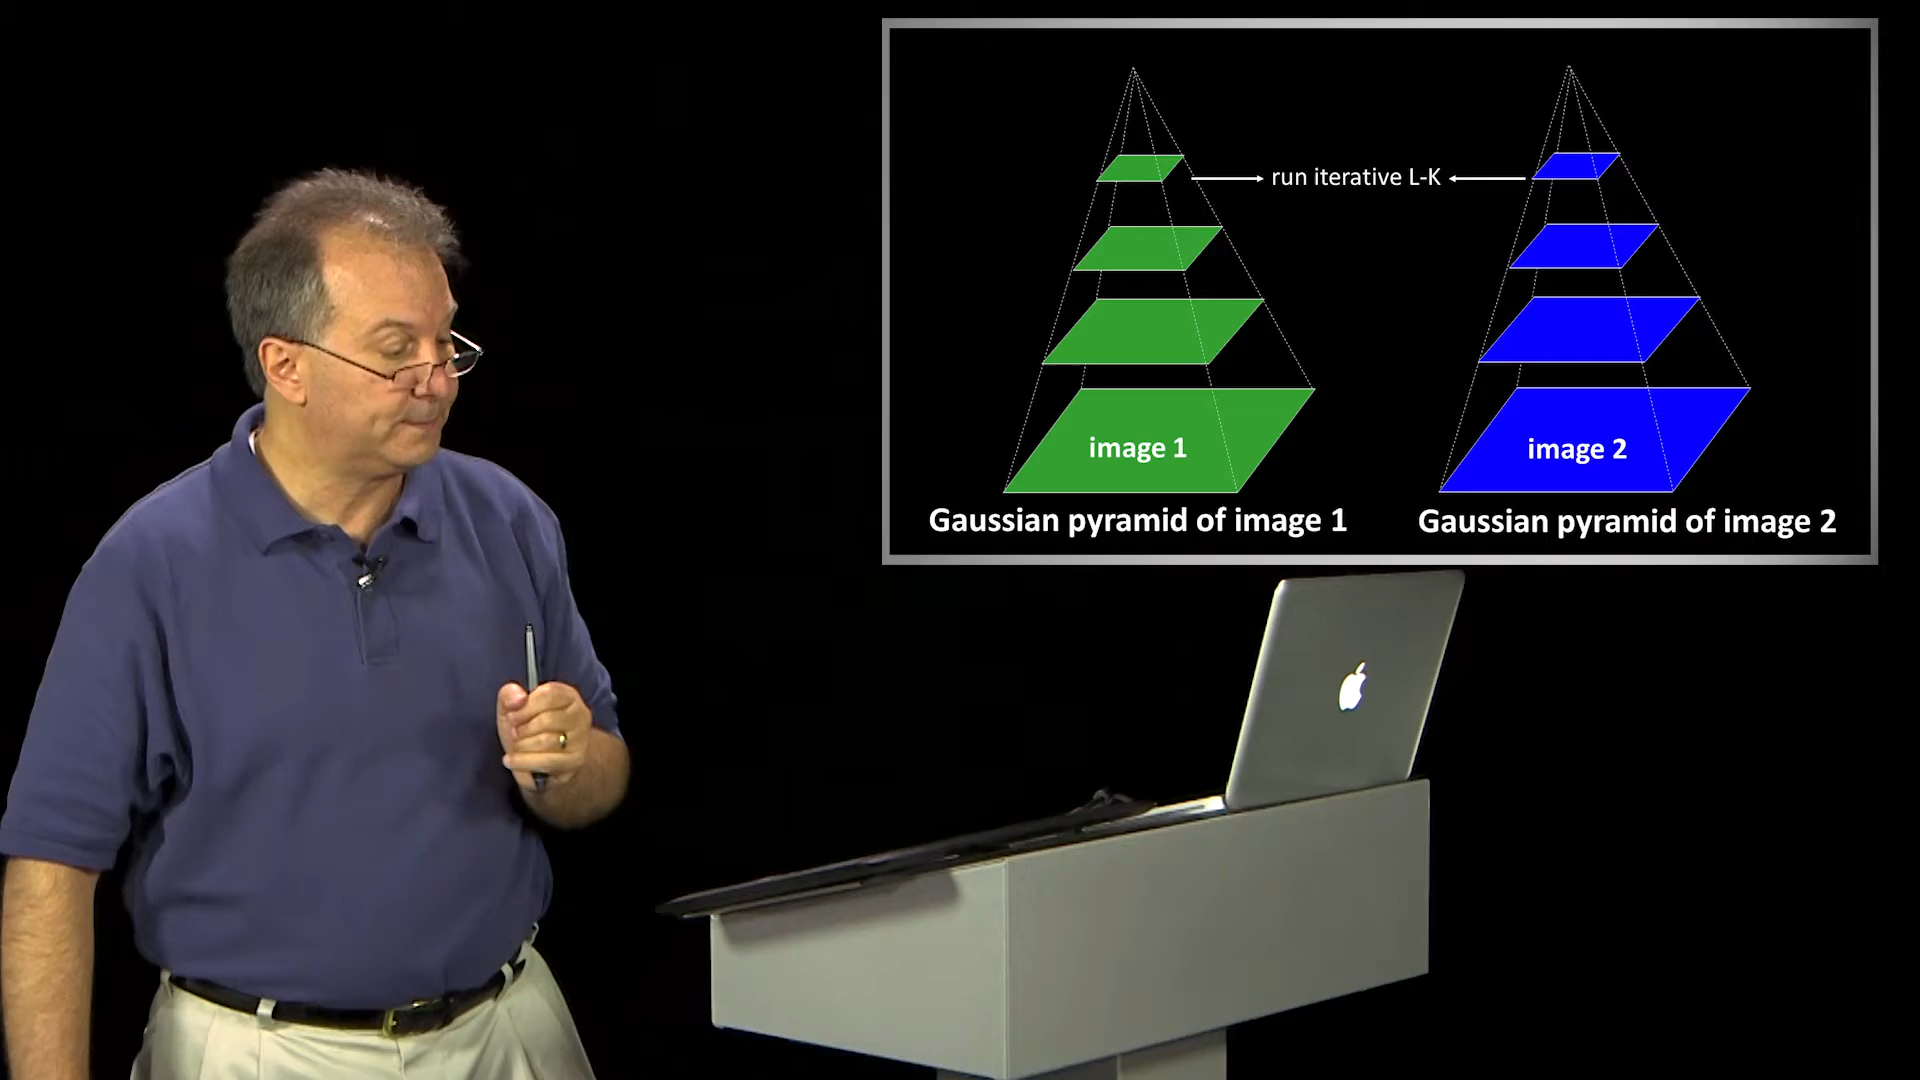 run iterative L-K
image 1
image 2
Gaussian pyramid of image 1
Gaussian pyramid of image 2